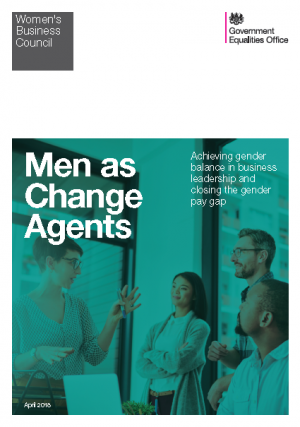 Women's
Business
Council
Government
Equalities Office
Men as
Change
Agents
Achieving gender
balance in business
leadership and
closing the gender
pay gap
April 2018